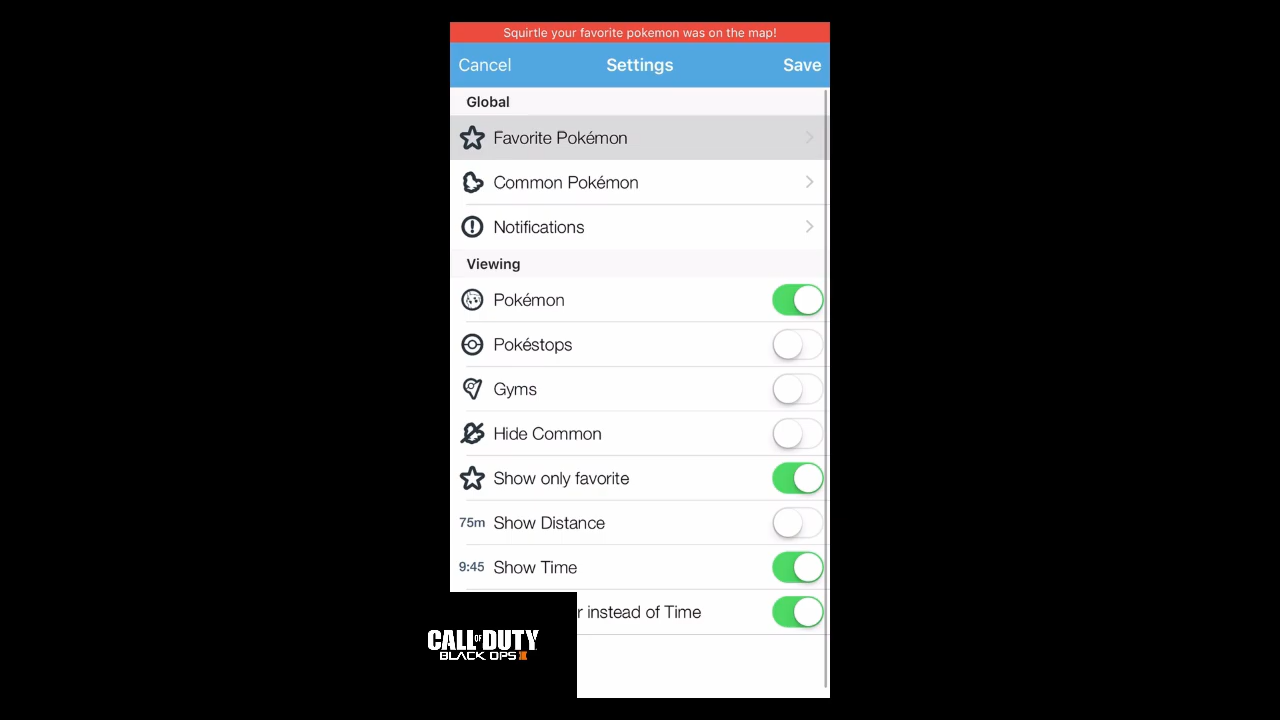 Squirtle your favorite pokemon was on the map!
Cancel Settings Save
Global
Favorite Pokémon
Common Pokémon
Notifications
Viewing
Pokémon
Pokéstops
Gyms
Hide Common
Show only favorite
75m Show Distance
9:45 Show Time
instead of Time
CALL OF DUTY
BLACK OPS III